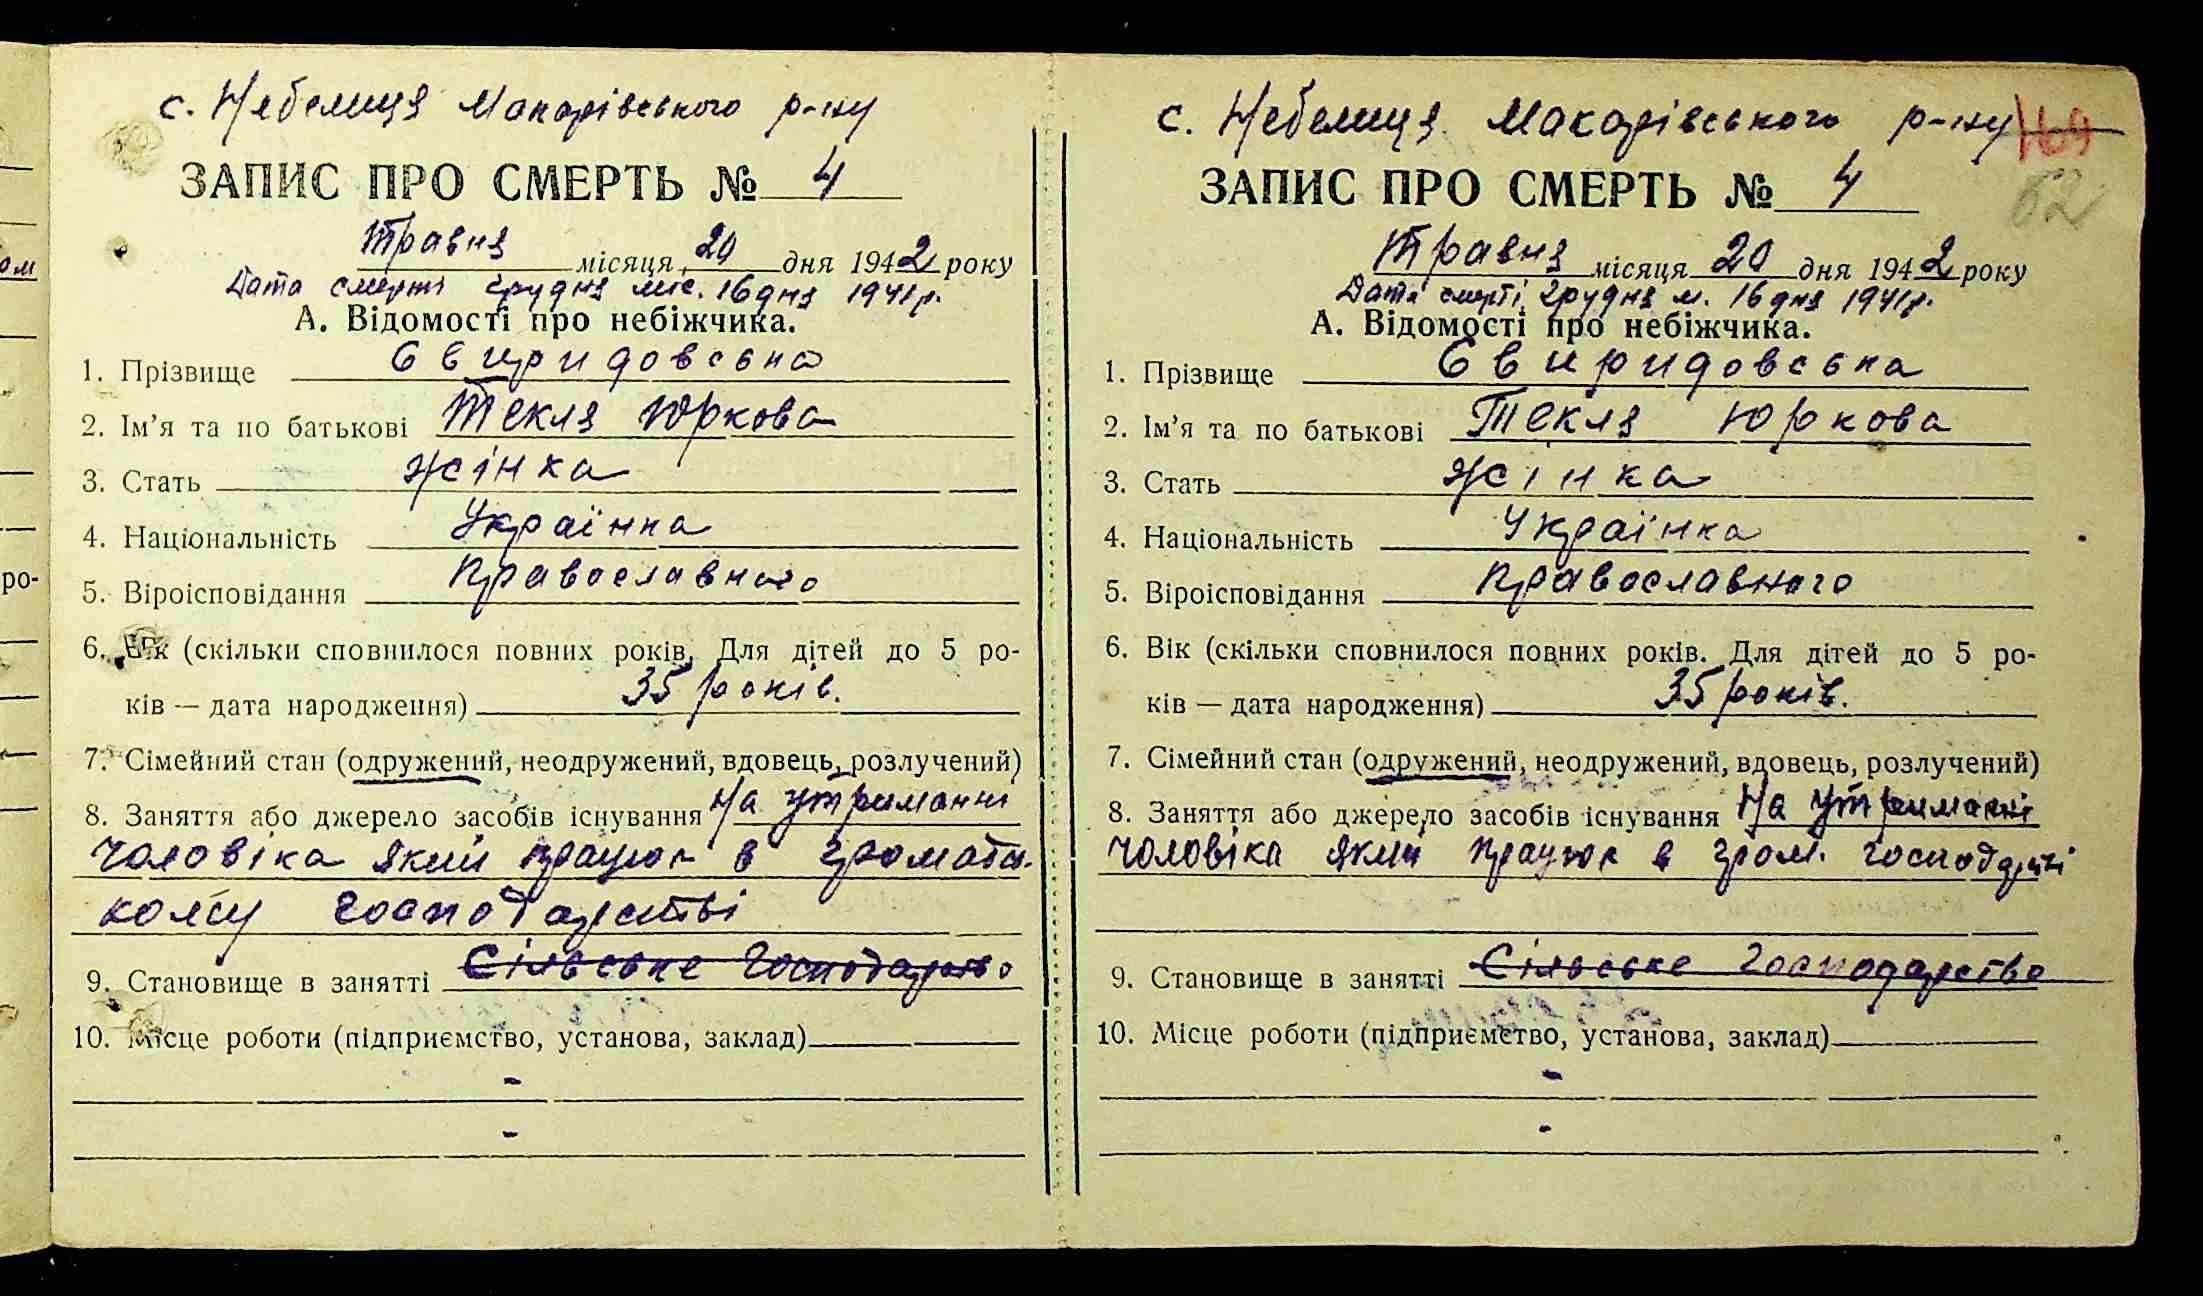 ом
ро-
с. Небелиця Макарівського р-ну
ЗАПИС ПРО СМЕРТЬ № 4
Травня місяця 20 дня 1942 року
Дата смерті грудня міс. 16 дня 1941 р.
А. Відомості про небіжчика.
1. Прізвище Свиридовська
2. Ім’я та по батькові Текля Юркова
3. Стать жінка
4. Національність Українка
5. Віроісповідання Православного
6. Вік (скільки сповнилося повних років. Для дітей до 5 ро-
ків — дата народження) 35 років.
7. Сімейний стан (одружений, неодружений, вдовець, розлучений)
8. Заняття або джерело засобів існування На утриманні
чоловіка який працює в громадсь-
кому господарстві
9. Становище в занятті Сільське господарство
10. Місце роботи (підприємство, установа, заклад)
-
-
с. Небелиця Макарівського р-ну 169
62
ЗАПИС ПРО СМЕРТЬ № 4
Травня місяця 20 дня 1942 року
Дата смерті, грудня м. 16 дня 1941 р.
А. Відомості про небіжчика.
1. Прізвище Свиридовська
2. Ім’я та по батькові Текля Юркова
3. Стать жінка
4. Національність Українка
5. Віроісповідання Православного
6. Вік (скільки сповнилося повних років. Для дітей до 5 ро-
ків — дата народження) 35 років.
7. Сімейний стан (одружений, неодружений, вдовець, розлучений)
8. Заняття або джерело засобів існування На утриманні
чоловіка який працює в гром. господарстві
9. Становище в занятті Сільське господарство
10. Місце роботи (підприємство, установа, заклад)
-
-